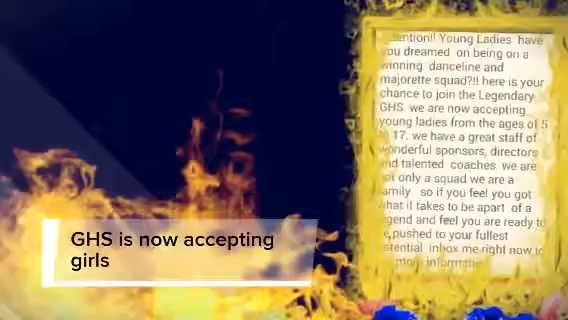 GHS is now accepting
girls
Young Ladies have
you dreamed on being on a
winning danceline and
majorette squad?!! here is your
chance to join the Legendary
GHS we are now accepting
young ladies from the ages of 5
to 17. we have a great staff of
wonderful sponsors, directors
and talented coaches. we are
not only a squad we are a
family so if you feel you got
what it takes to be apart of a
legend and feel you are ready to
be pushed to your fullest
potential inbox me right now
more information